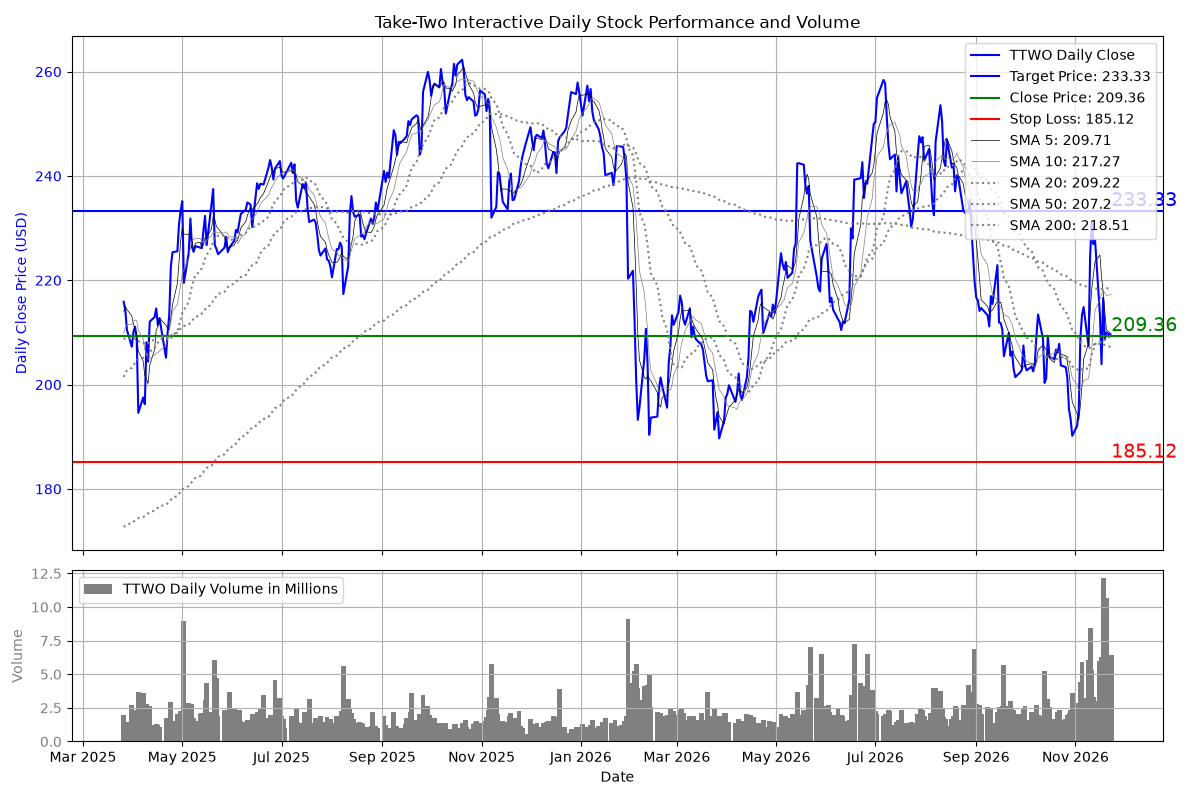 Take-Two Interactive Daily Stock Performance and Volume
Daily Close Price (USD)
260
240
220
200
180
TTWO Daily Close
Target Price: 233.33
Close Price: 209.36
Stop Loss: 185.12
SMA 5: 209.71
SMA 10: 217.27
SMA 20: 209.22
SMA 50: 207.2
SMA 200: 218.51
233.33
209.36
185.12
Volume
12.5
10.0
7.5
5.0
2.5
0.0
TTWO Daily Volume in Millions
Mar 2025 May 2025 Jul 2025 Sep 2025 Nov 2025 Jan 2026 Mar 2026 May 2026 Jul 2026 Sep 2026 Nov 2026
Date